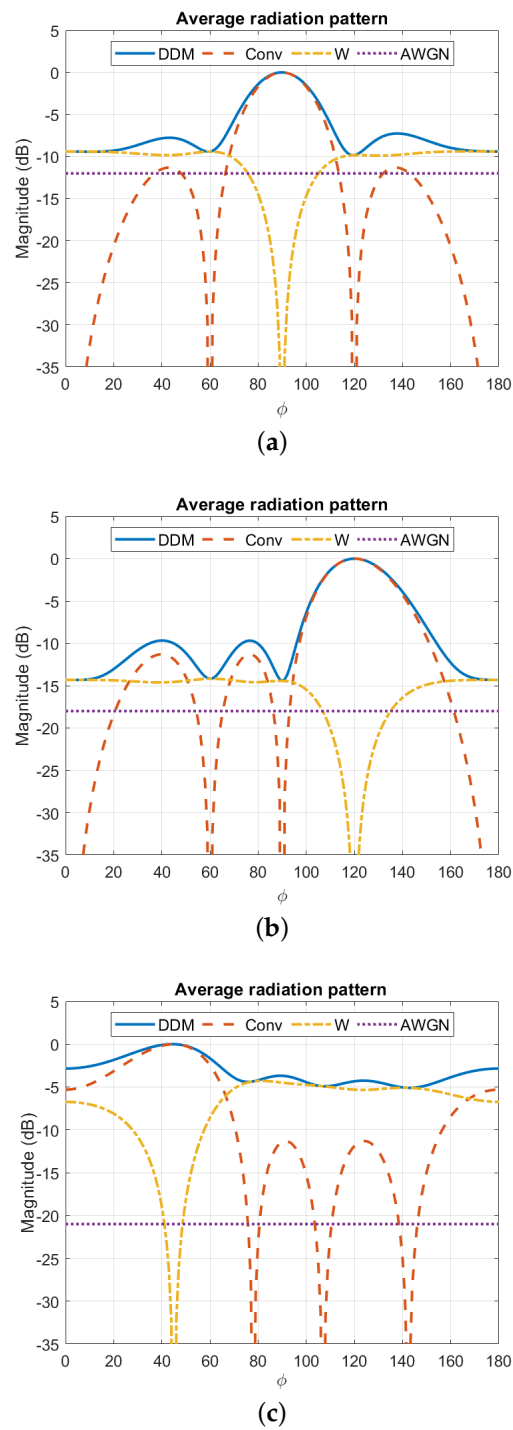 Average radiation pattern
5
DDM Conv W AWGN
0
-5
-10
-15
-20
-25
-30
-35
Magnitude (dB)
0 20 40 60 80 100 120 140 160 180
ϕ
(a)
Average radiation pattern
5
DDM Conv W AWGN
0
-5
-10
-15
-20
-25
-30
-35
Magnitude (dB)
0 20 40 60 80 100 120 140 160 180
ϕ
(b)
Average radiation pattern
5
DDM Conv W AWGN
0
-5
-10
-15
-20
-25
-30
-35
Magnitude (dB)
0 20 40 60 80 100 120 140 160 180
ϕ
(c)